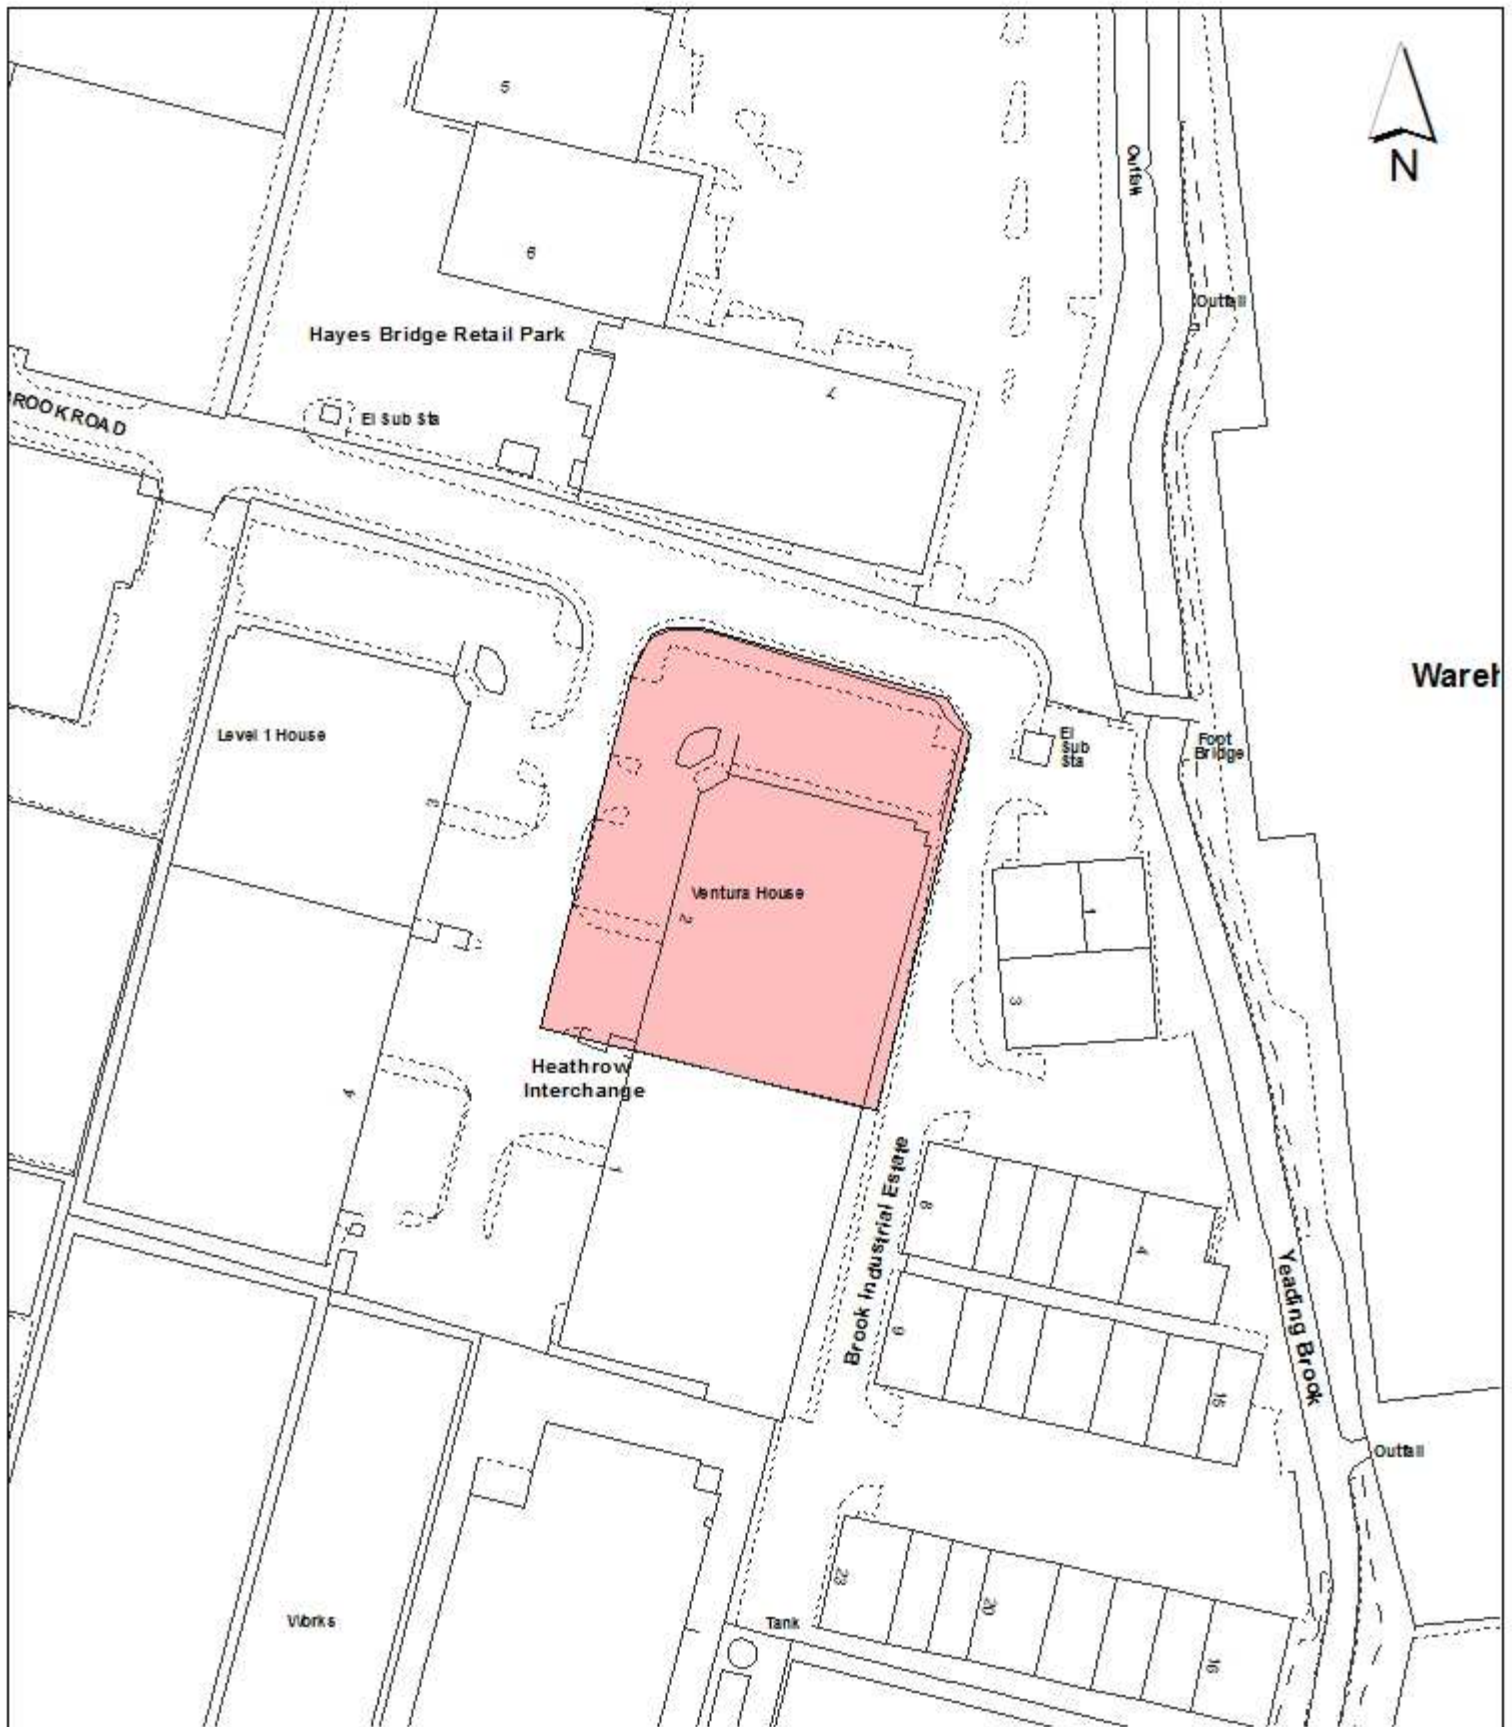 5
Outfall
N
6
Outfall
Hayes Bridge Retail Park
7
ROOK ROAD
El Sub Sta
Wareh
Level 1 House
El
Sub
Sta
Foot
Bridge
3
Ventura House
2
1
3
Heathrow
Interchange
4
1
Brook Industrial Estate
8
4
Yeading Brook
9
15
Outfall
23
20
Works
Tank
16